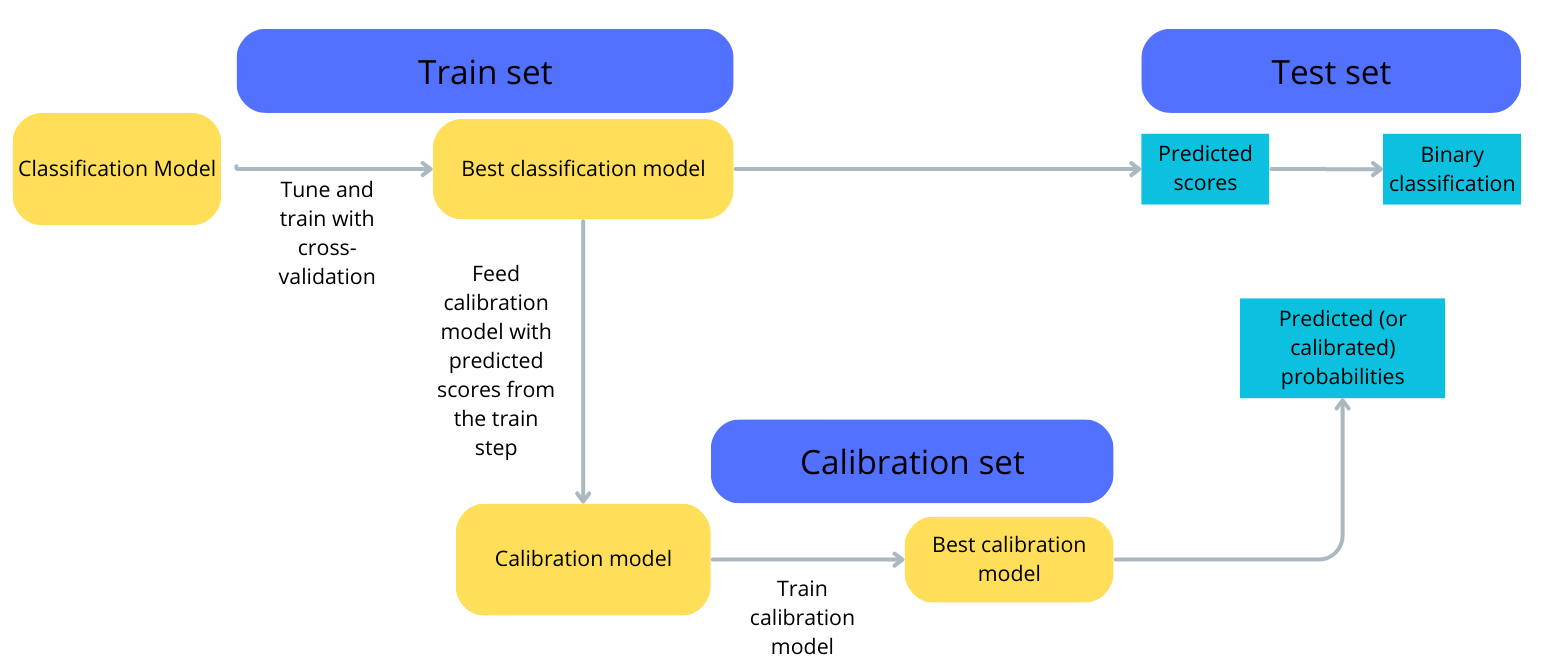 Train set
Test set
Classification Model
Tune and
train with
cross-
validation
Best classification model
Predicted
scores
Binary
classification
Feed
calibration
model with
predicted
scores from
the train
step
Predicted (or
calibrated)
probabilities
Calibration set
Calibration model
Train
calibration
model
Best calibration
model